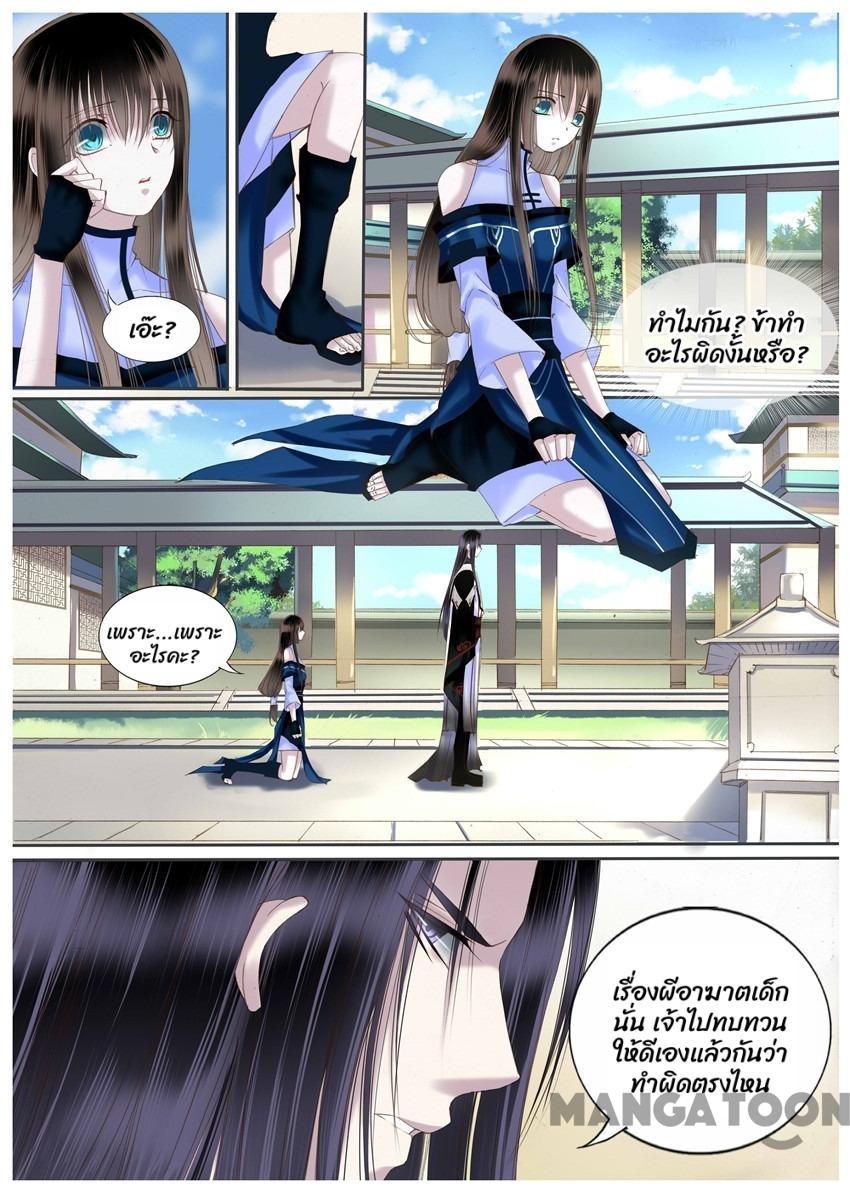 เอ๊ะ?
ทำไมกัน? ข้าทำ
อะไรผิดงั้นหรือ?
เพราะ...เพราะ
อะไรคะ?
เรื่องผีอาฆาตเด็ก
นั่น เจ้าไปทบทวน
ให้ดีเองแล้วกันว่า
ทำผิดตรงไหน
MANGATOON